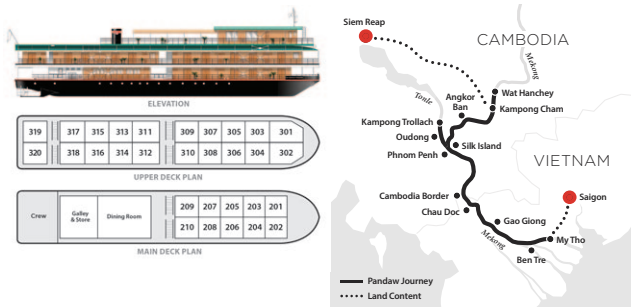 ELEVATION
319 317 315 313 311 309 307 305 303 301
320 318 316 314 312 310 308 306 304 302
UPPER DECK PLAN
Crew
Galley
& Store
Dining Room
209 207 205 203 201
210 208 206 204 202
MAIN DECK PLAN
Siem Reap
CAMBODIA
Mekong
Tonle
Angkor
Ban
Wat Hanchey
Kampong Cham
Kampong Trollach
Oudong
Silk Island
Phnom Penh
VIETNAM
Cambodia Border
Saigon
Chau Doc
Gao Giong
Mekong
My Tho
Ben Tre
Pandaw Journey
Land Content